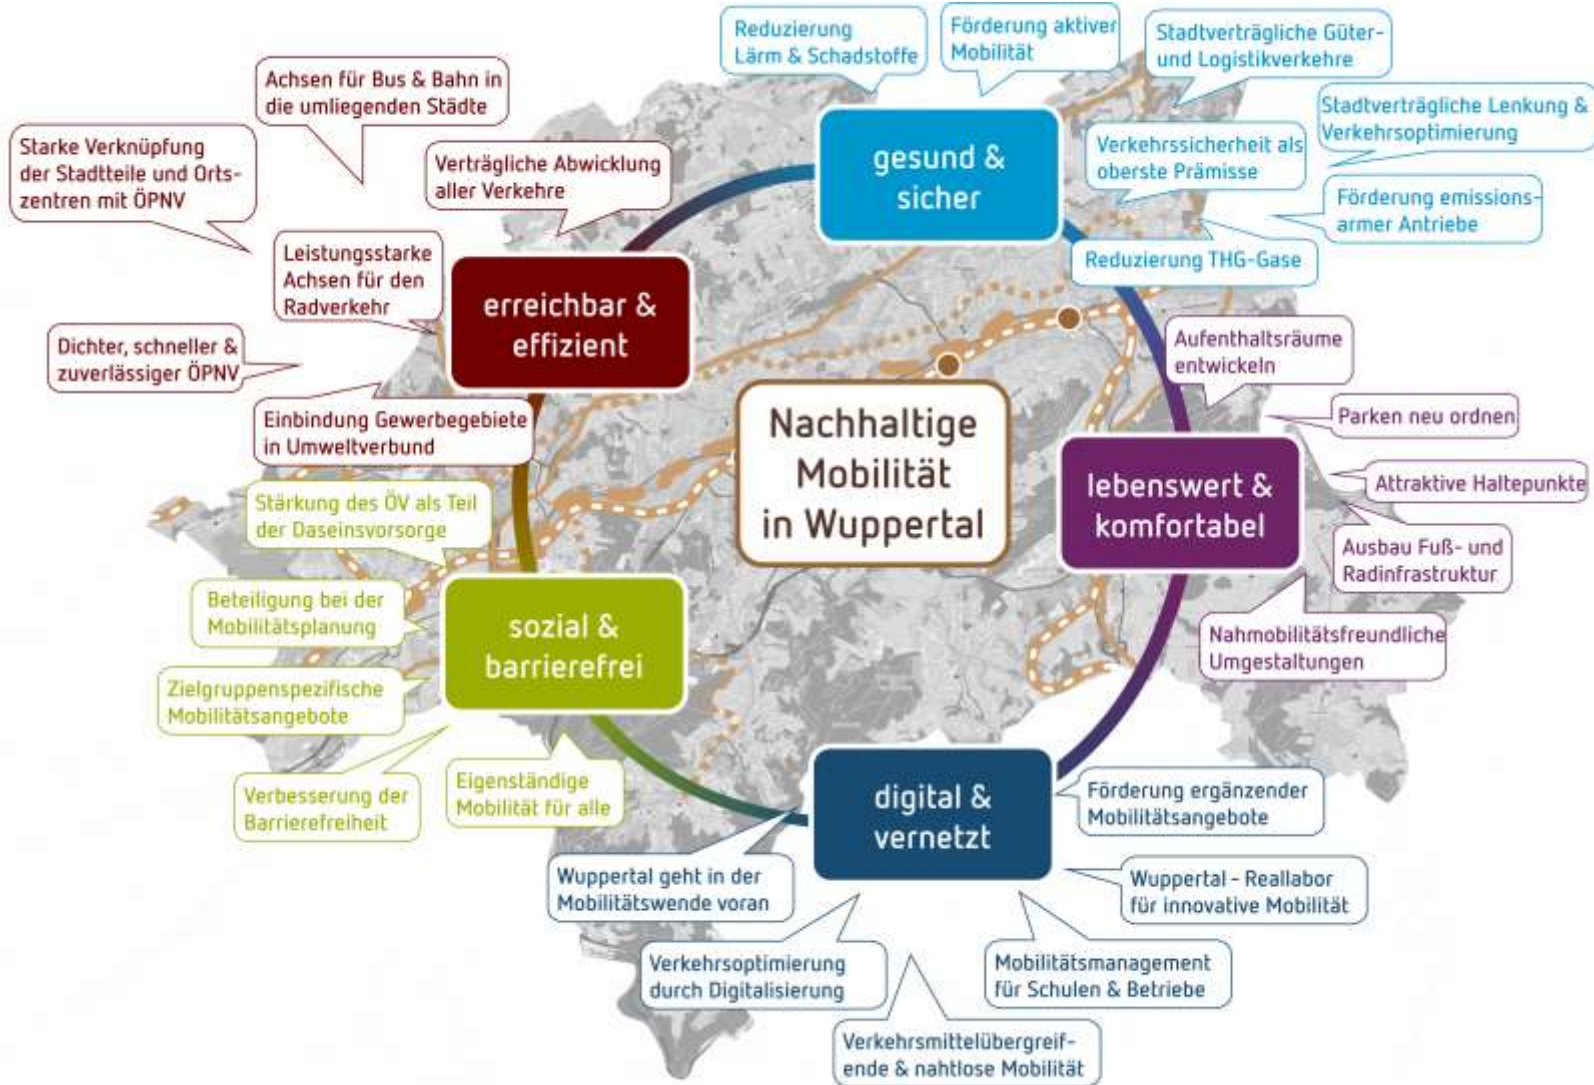 Reduzierung
Lärm & Schadstoffe
Förderung aktiver
Mobilität
Stadtverträgliche Güter-
und Logistikverkehre
Stadtverträgliche Lenkung &
Verkehrsoptimierung
Verkehrssicherheit als
oberste Prämisse
Förderung emissions-
armer Antriebe
Reduzierung THG-Gase
gesund &
sicher
Achsen für Bus & Bahn in
die umliegenden Städte
Starke Verknüpfung
der Stadtteile und Orts-
zentren mit ÖPNV
Verträgliche Abwicklung
aller Verkehre
Leistungsstarke
Achsen für den
Radverkehr
Dichter, schneller &
zuverlässiger ÖPNV
Einbindung Gewerbegebiete
in Umweltverbund
erreichbar &
effizient
Nachhaltige
Mobilität
in Wuppertal
Aufenthaltsräume
entwickeln
Parken neu ordnen
Attraktive Haltepunkte
Ausbau Fuß- und
Radinfrastruktur
Nahmobilitätsfreundliche
Umgestaltungen
lebenswert &
komfortabel
Stärkung des ÖV als Teil
der Daseinsvorsorge
Beteiligung bei der
Mobilitätsplanung
Zielgruppenspezifische
Mobilitätsangebote
Verbesserung der
Barrierefreiheit
Eigenständige
Mobilität für alle
sozial &
barrierefrei
digital &
vernetzt
Förderung ergänzender
Mobilitätsangebote
Wuppertal geht in der
Mobilitätswende voran
Wuppertal - Reallabor
für innovative Mobilität
Verkehrsoptimierung
durch Digitalisierung
Mobilitätsmanagement
für Schulen & Betriebe
Verkehrsmittelübergreif-
ende & nahtlose Mobilität